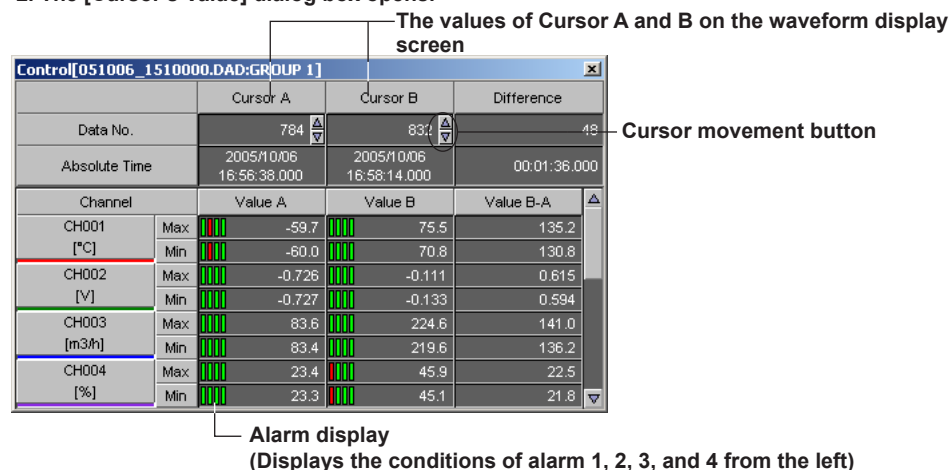 2. The [Cursor's Value] dialog box opens.
The values of Cursor A and B on the waveform display
screen
Control[051006_1510000.DAD:GROUP 1]
Cursor A Cursor B Difference
Data No. 784 832 48
Cursor movement button
Absolute Time 2005/10/06 16:56:38.000 2005/10/06 16:58:14.000 00:01:36.000
Channel Value A Value B Value B-A
CH001 [°C] Max -59.7 75.5 135.2
Min -60.0 70.8 130.8
CH002 [V] Max -0.726 -0.111 0.615
Min -0.727 -0.133 0.594
CH003 [m3/h] Max 83.6 224.6 141.0
Min 83.4 219.6 136.2
CH004 [%] Max 23.4 45.9 22.5
Min 23.3 45.1 21.8
Alarm display
(Displays the conditions of alarm 1, 2, 3, and 4 from the left)